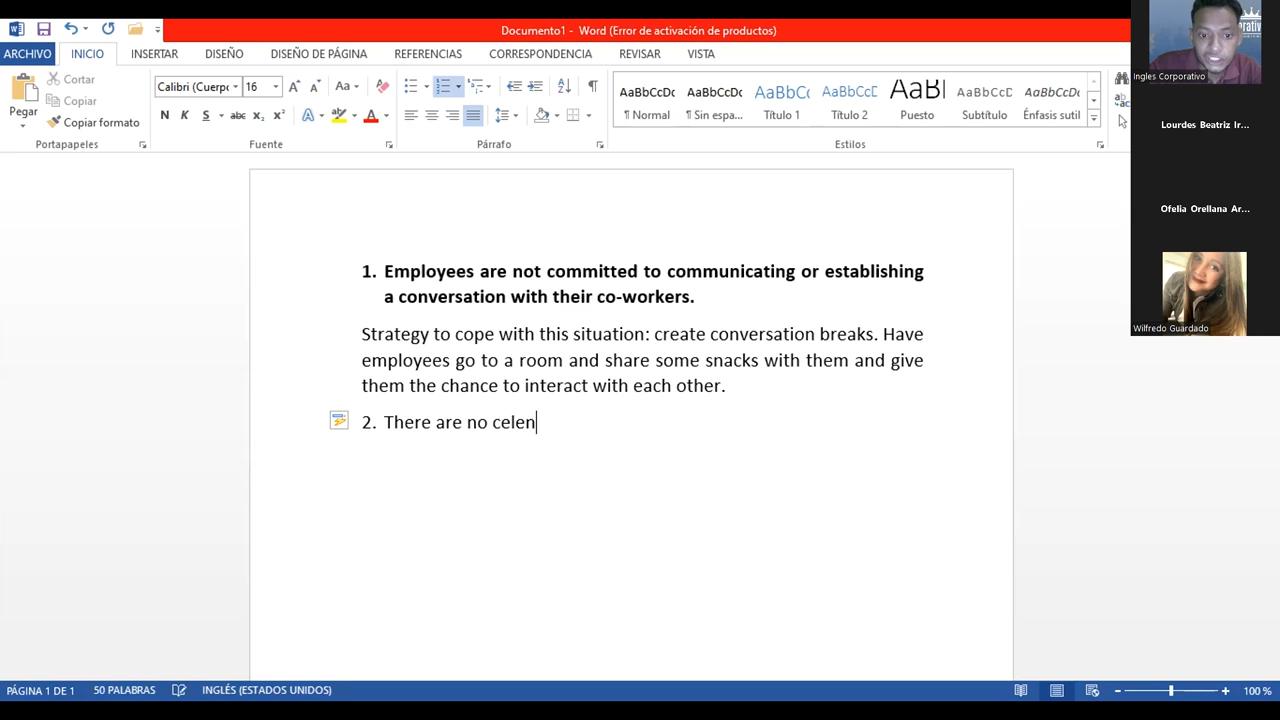 Documento1 - Word (Error de activación de productos)
ARCHIVO INICIO INSERTAR DISEÑO DISEÑO DE PÁGINA REFERENCIAS CORRESPONDENCIA REVISAR VISTA
Pegar
Cortar
Copiar
Copiar formato
Portapapeles
Calibri (Cuerpo 16
N K S abc x₂ x² A A
Fuente
Párrafo
AaBbCcDc AaBbCcDc AaBbCc AaBbCcD AaBl AaBbCcD AaBbCcDc
¶ Normal ¶ Sin espa... Título 1 Título 2 Puesto Subtítulo Énfasis sutil
Estilos
Ingles Corporativo
Lourdes Beatriz Ir...
Ofelia Orellana Ar...
Wilfredo Guardado
1. Employees are not committed to communicating or establishing
a conversation with their co-workers.
Strategy to cope with this situation: create conversation breaks. Have
employees go to a room and share some snacks with them and give
them the chance to interact with each other.
2. There are no celen
PÁGINA 1 DE 1 50 PALABRAS INGLÉS (ESTADOS UNIDOS) 100 %